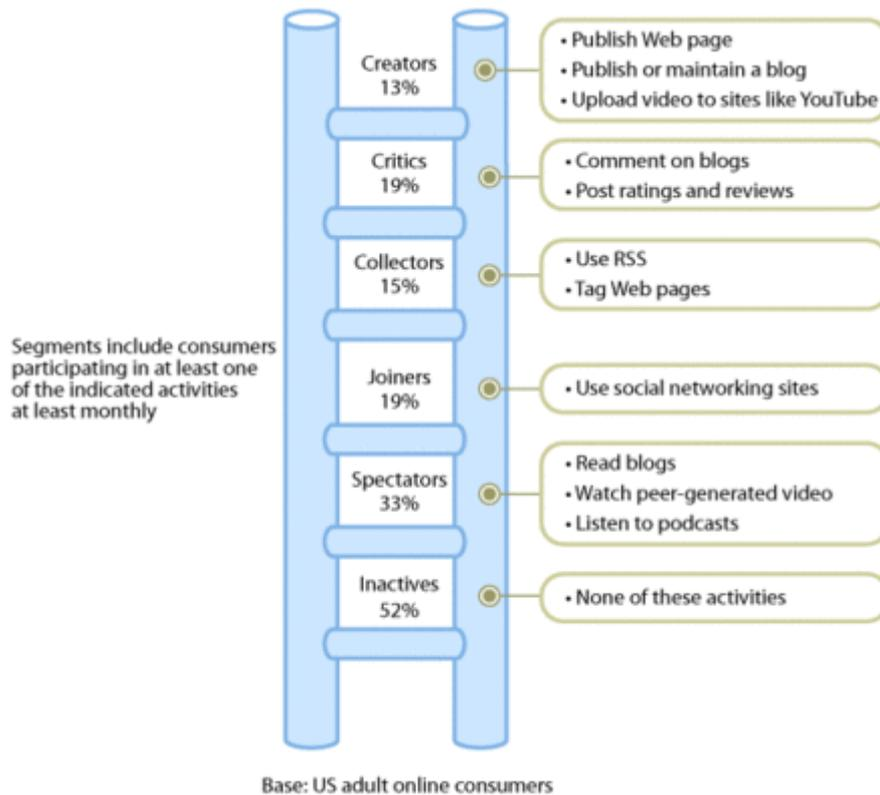 Creators
13%
• Publish Web page
• Publish or maintain a blog
• Upload video to sites like YouTube
Critics
19%
• Comment on blogs
• Post ratings and reviews
Collectors
15%
• Use RSS
• Tag Web pages
Segments include consumers
participating in at least one
of the indicated activities
at least monthly
Joiners
19%
• Use social networking sites
Spectators
33%
• Read blogs
• Watch peer-generated video
• Listen to podcasts
Inactives
52%
• None of these activities
Base: US adult online consumers